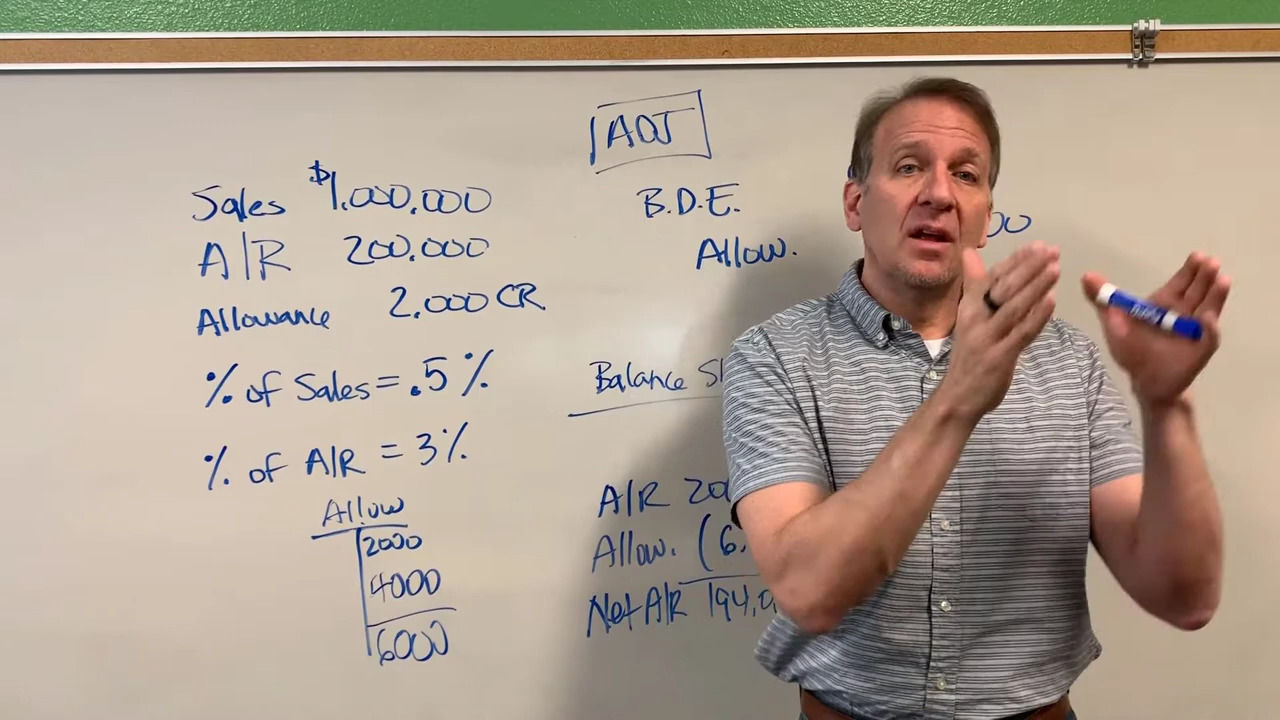 Sales $1,000,000
A/R 200,000
Allowance 2,000 CR
% of Sales = .5%
% of A/R = 3%
Allow
2000
4000
6000
ADJ
B.D.E.
Allow.
Balance
A/R
Allow.
Net A/R